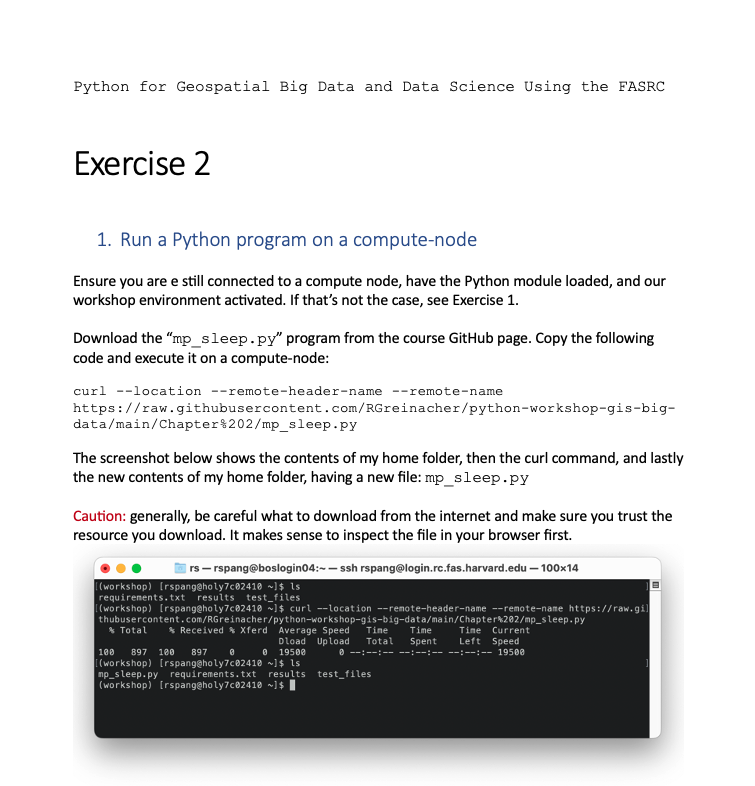 Python for Geospatial Big Data and Data Science Using the FASRC
Exercise 2
1. Run a Python program on a compute-node
Ensure you are e still connected to a compute node, have the Python module loaded, and our
workshop environment activated. If that's not the case, see Exercise 1.
Download the "mp_sleep.py" program from the course GitHub page. Copy the following
code and execute it on a compute-node:
curl --location --remote-header-name --remote-name
https://raw.githubusercontent.com/RGreinacher/python-workshop-gis-big-
data/main/Chapter%202/mp_sleep.py
The screenshot below shows the contents of my home folder, then the curl command, and lastly
the new contents of my home folder, having a new file: mp_sleep.py
Caution: generally, be careful what to download from the internet and make sure you trust the
resource you download. It makes sense to inspect the file in your browser first.
rs — rspang@boslogin04:~ — ssh rspang@login.rc.fas.harvard.edu — 100×14
[(workshop) [rspang@holy7c02410 ~]$ ls ]
requirements.txt  results  test_files
[(workshop) [rspang@holy7c02410 ~]$ curl --location --remote-header-name --remote-name https://raw.gi]
thubusercontent.com/RGreinacher/python-workshop-gis-big-data/main/Chapter%202/mp_sleep.py
% Total    % Received % Xferd  Average Speed   Time    Time     Time  Current
Dload  Upload   Total   Spent    Left  Speed
100   897  100   897    0     0  19500      0 --:--:-- --:--:-- --:--:-- 19500
[(workshop) [rspang@holy7c02410 ~]$ ls ]
mp_sleep.py  requirements.txt  results  test_files
(workshop) [rspang@holy7c02410 ~]$